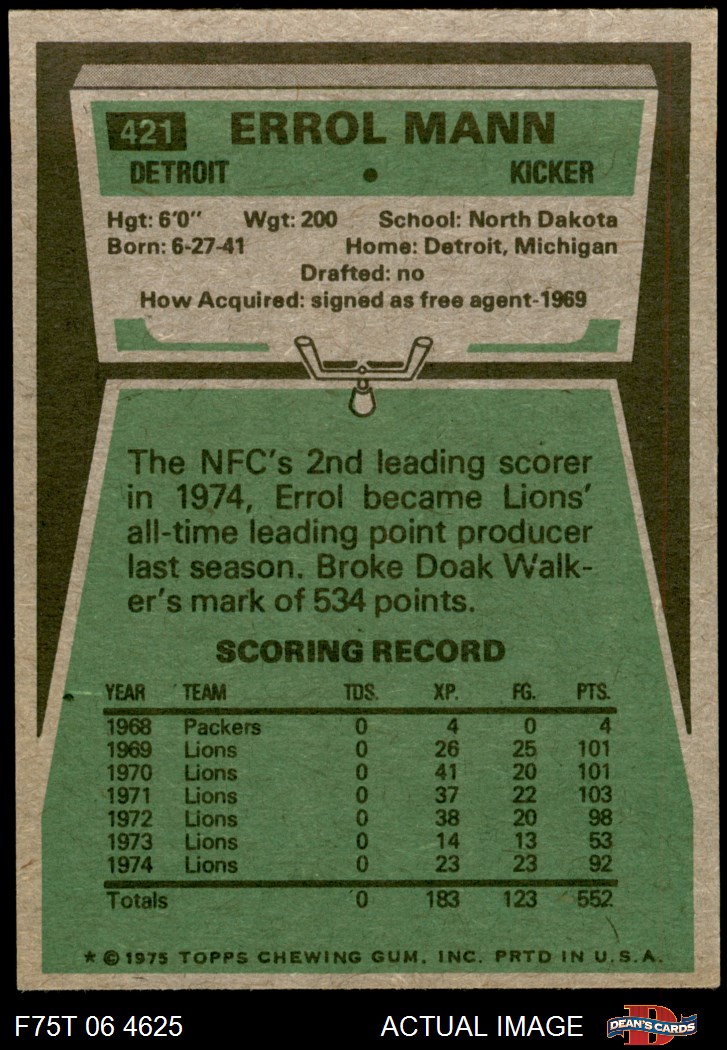 421 ERROL MANN
DETROIT • KICKER
Hgt: 6'0" Wgt: 200 School: North Dakota
Born: 6-27-41 Home: Detroit, Michigan
Drafted: no
How Acquired: signed as free agent-1969
The NFC's 2nd leading scorer
in 1974, Errol became Lions'
all-time leading point producer
last season. Broke Doak Walk-
er's mark of 534 points.
SCORING RECORD
YEAR TEAM TDS. XP. FG. PTS.
1968 Packers 0 4 0 4
1969 Lions 0 26 25 101
1970 Lions 0 41 20 101
1971 Lions 0 37 22 103
1972 Lions 0 38 20 98
1973 Lions 0 14 13 53
1974 Lions 0 23 23 92
Totals 0 183 123 552
* © 1975 TOPPS CHEWING GUM, INC. PRTD IN U.S.A.
F75T 06 4625 ACTUAL IMAGE DEAN'S CARDS